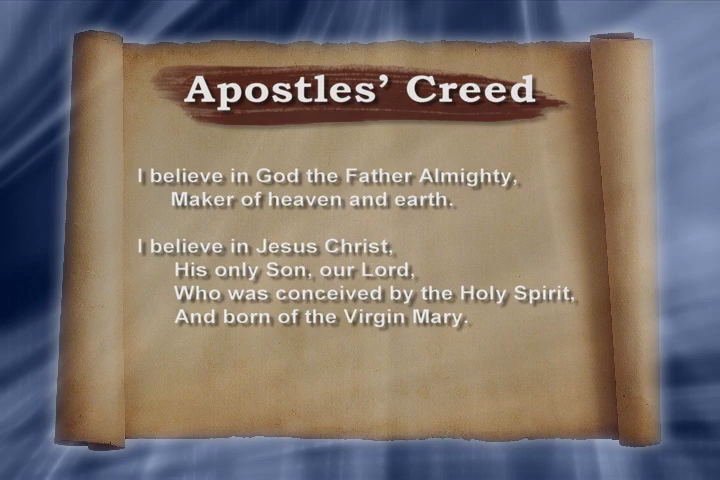 Apostles' Creed
I believe in God the Father Almighty,
Maker of heaven and earth.
I believe in Jesus Christ,
His only Son, our Lord,
Who was conceived by the Holy Spirit,
And born of the Virgin Mary.